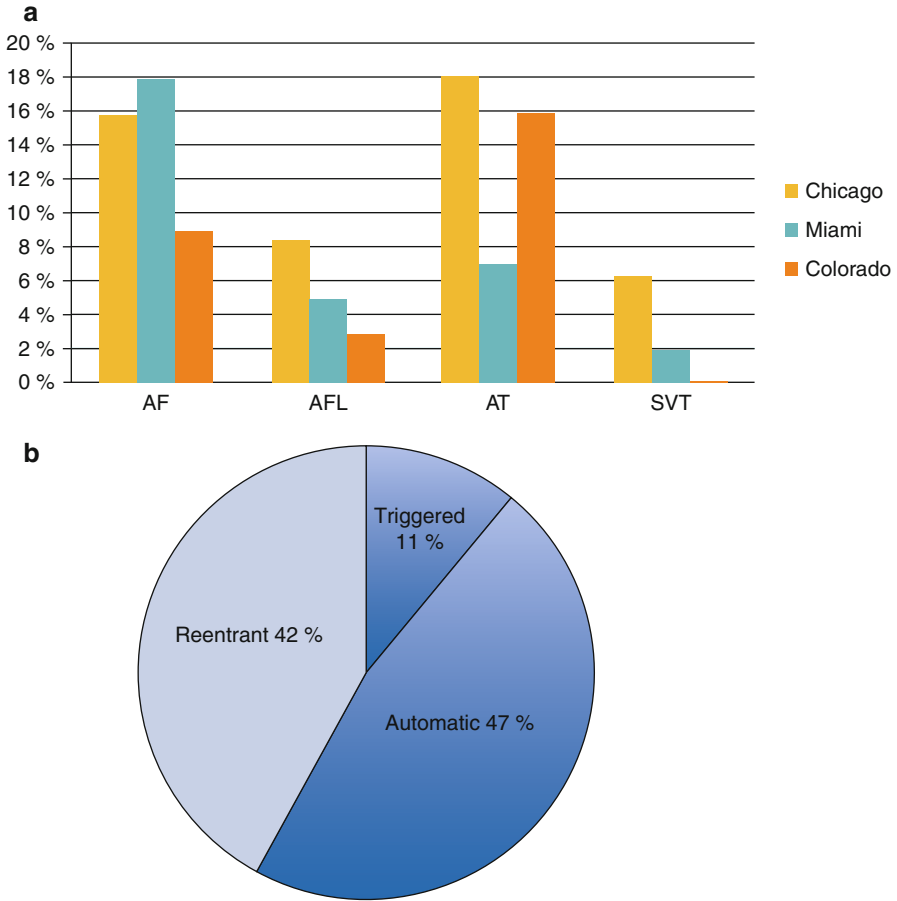 a
20 %
18 %
16 %
14 %
12 %
10 %
8 %
6 %
4 %
2 %
0 %
AF
AFL
AT
SVT
Chicago
Miami
Colorado
b
Triggered
11 %
Reentrant 42 %
Automatic 47 %